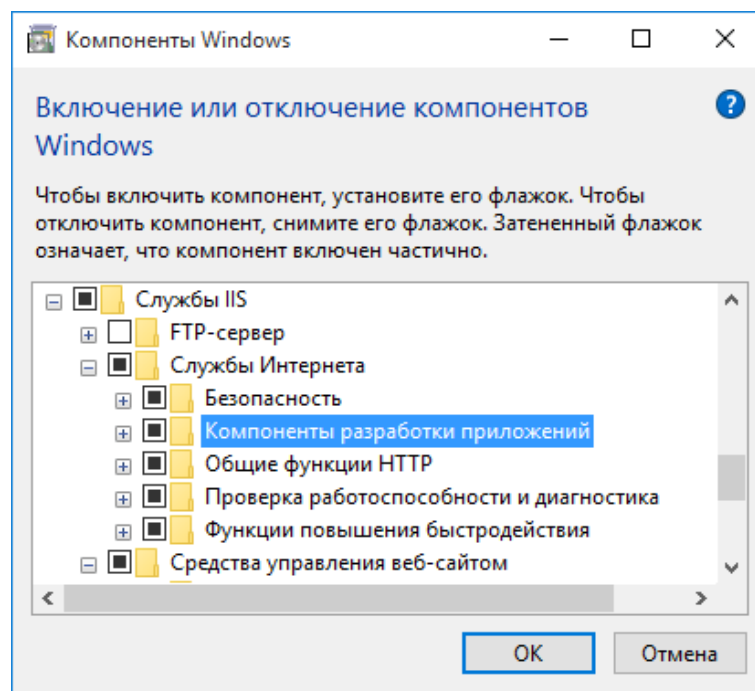 Компоненты Windows
Включение или отключение компонентов
Windows
?
Чтобы включить компонент, установите его флажок. Чтобы
отключить компонент, снимите его флажок. Затененный флажок
означает, что компонент включен частично.
Службы IIS
FTP-сервер
Службы Интернета
Безопасность
Компоненты разработки приложений
Общие функции HTTP
Проверка работоспособности и диагностика
Функции повышения быстродействия
Средства управления веб-сайтом
ОК
Отмена